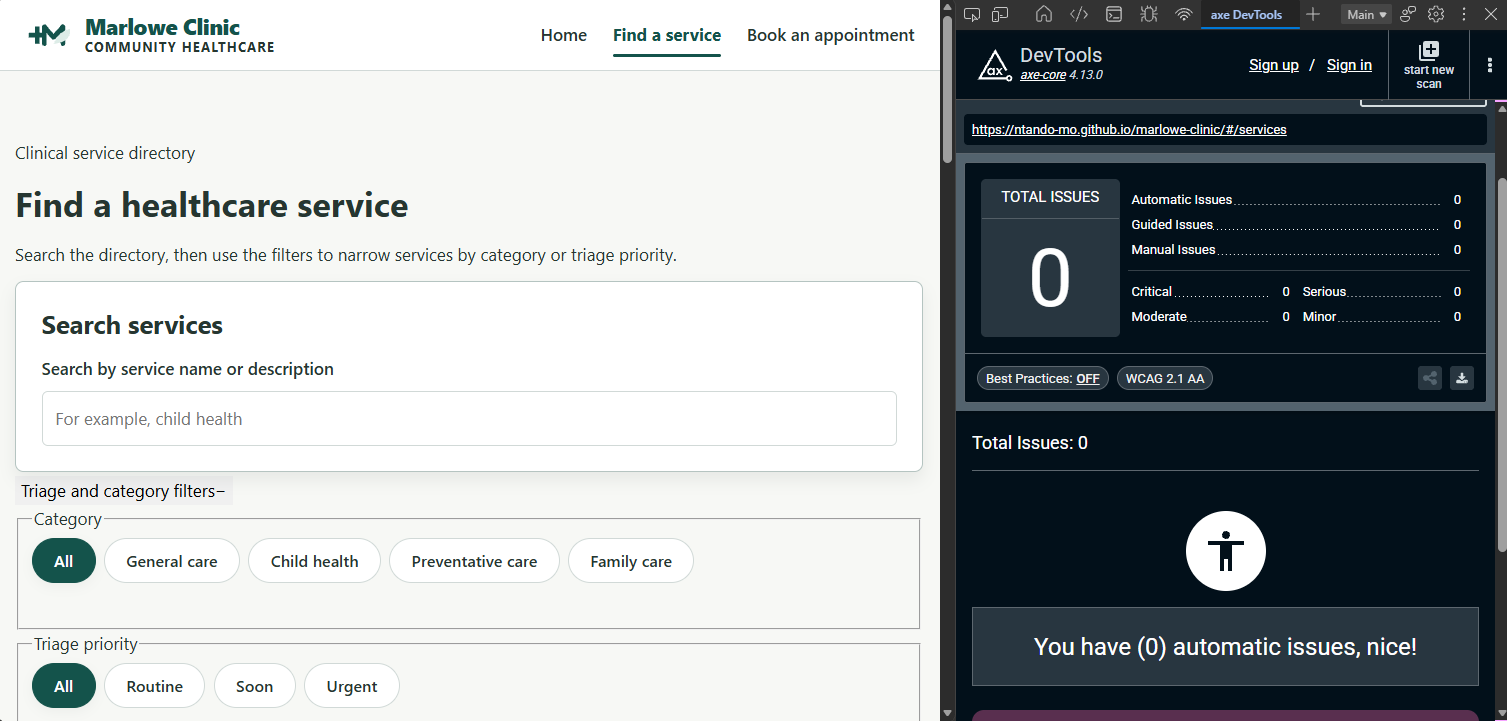 Marlowe Clinic
COMMUNITY HEALTHCARE
Home
Find a service
Book an appointment
Clinical service directory
Find a healthcare service
Search the directory, then use the filters to narrow services by category or triage priority.
Search services
Search by service name or description
For example, child health
Triage and category filters−
Category
All
General care
Child health
Preventative care
Family care
Triage priority
All
Routine
Soon
Urgent
axe DevTools
Main
ax
DevTools
axe-core 4.13.0
Sign up / Sign in
start new
scan
https://ntando-mo.github.io/marlowe-clinic/#/services
TOTAL ISSUES
0
Automatic Issues 0
Guided Issues 0
Manual Issues 0
Critical 0 Serious 0
Moderate 0 Minor 0
Best Practices: OFF
WCAG 2.1 AA
Total Issues: 0
You have (0) automatic issues, nice!